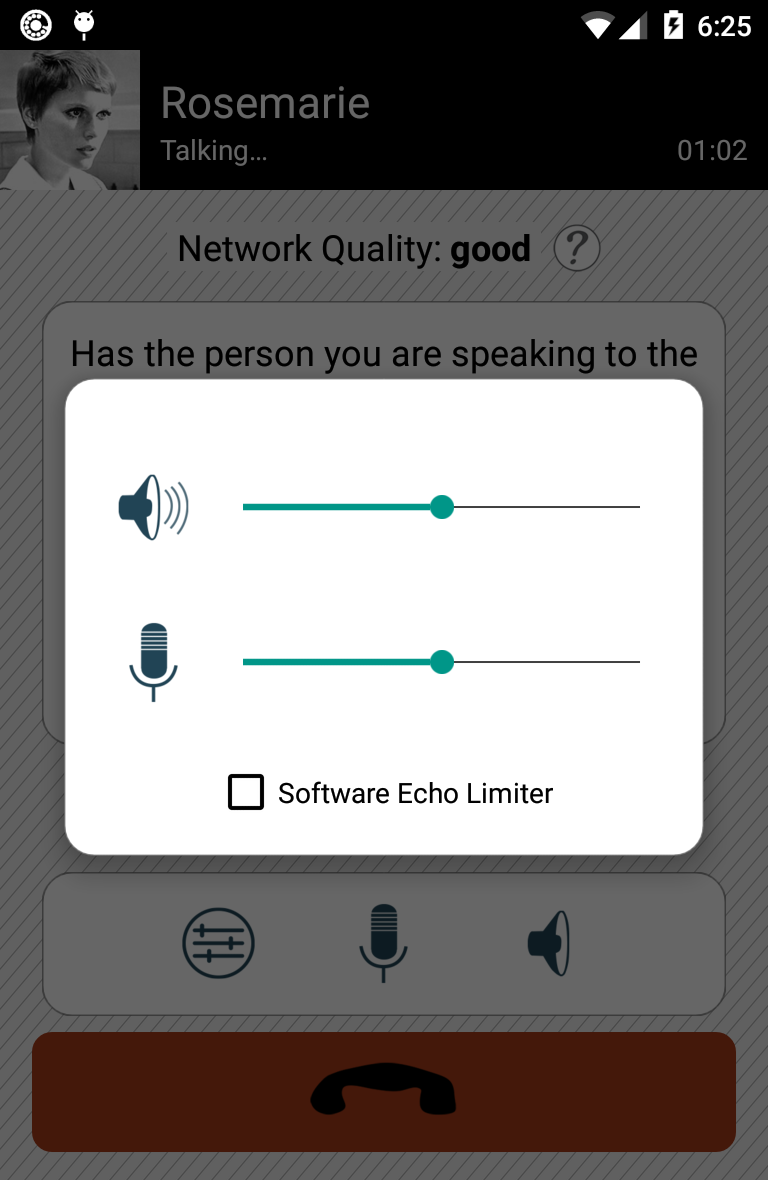 6:25
Rosemarie
Talking…
01:02
Network Quality: good ?
Has the person you are speaking to the
Software Echo Limiter